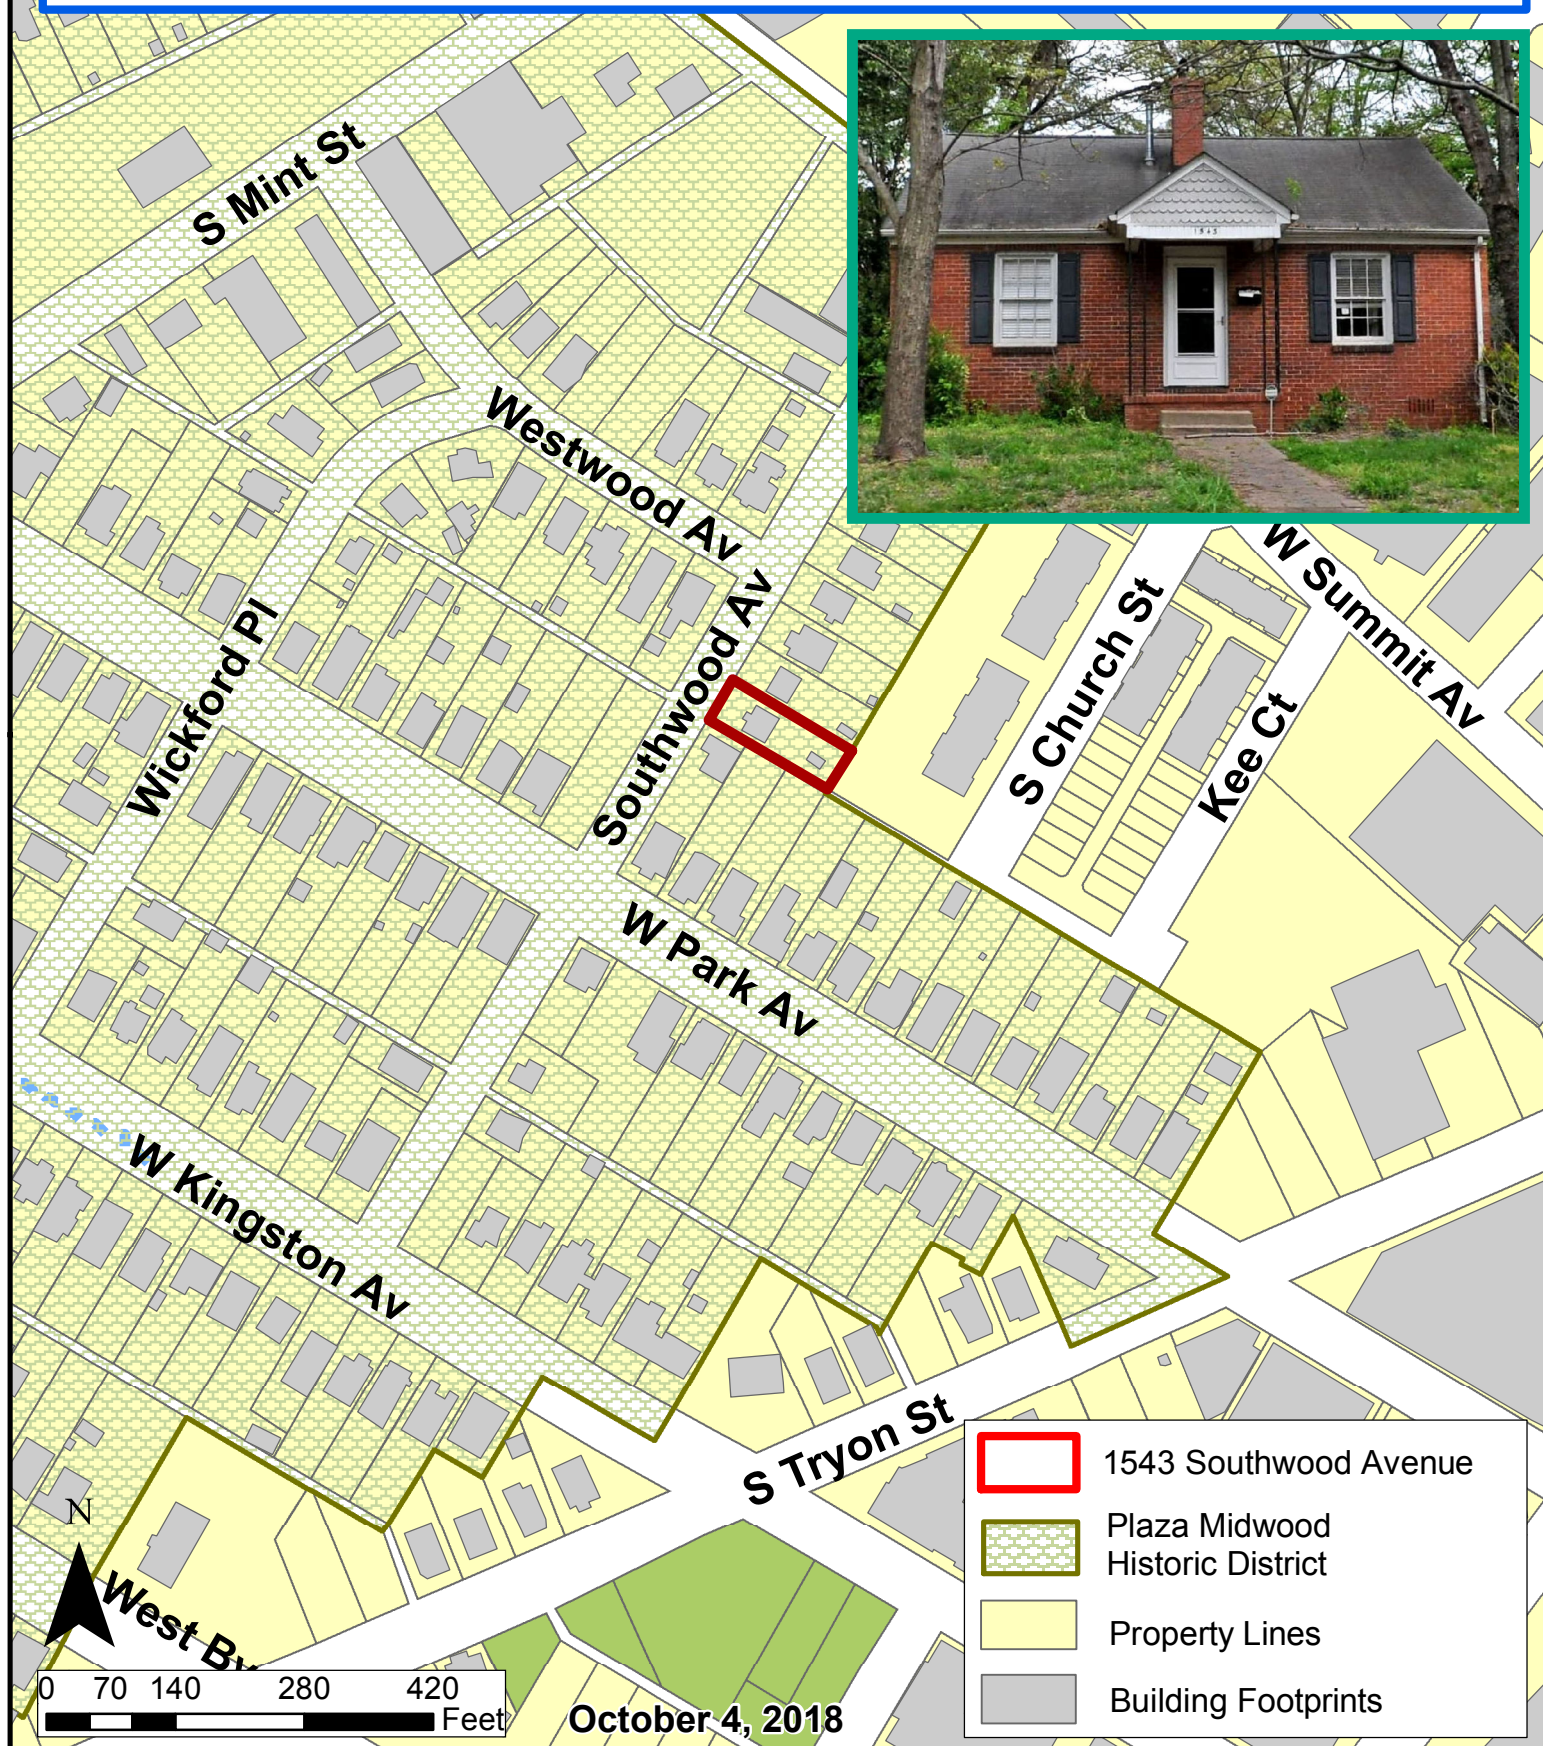 S Mint St
1543
Westwood Av
Southwood Av
Wickford Pl
W Summit Av
S Church St
Kee Ct
W Park Av
W Kingston Av
S Tryon St
N
West Bv
0 70 140 280 420
Feet
October 4, 2018
1543 Southwood Avenue
Plaza Midwood
Historic District
Property Lines
Building Footprints